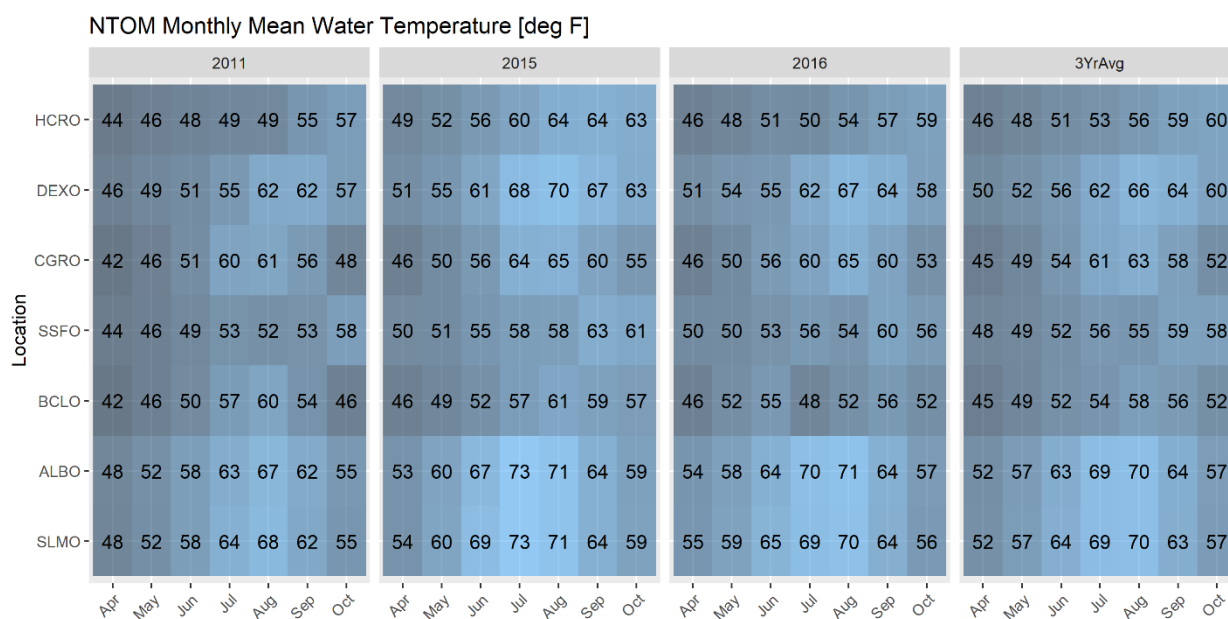 NTOM Monthly Mean Water Temperature [deg F]
2011 2015 2016 3YrAvg
HCRO 44 46 48 49 49 55 57 49 52 56 60 64 64 63 46 48 51 50 54 57 59 46 48 51 53 56 59 60
DEXO 46 49 51 55 62 62 57 51 55 61 68 70 67 63 51 54 55 62 67 64 58 50 52 56 62 66 64 60
CGRO 42 46 51 60 61 56 48 46 50 56 64 65 60 55 46 50 56 60 65 60 53 45 49 54 61 63 58 52
SSFO 44 46 49 53 52 53 58 50 51 55 58 58 63 61 50 50 53 56 54 60 56 48 49 52 56 55 59 58
Location
BCLO 42 46 50 57 60 54 46 46 49 52 57 61 59 57 46 52 55 48 52 56 52 45 49 52 54 58 56 52
ALBO 48 52 58 63 67 62 55 53 60 67 73 71 64 59 54 58 64 70 71 64 57 52 57 63 69 70 64 57
SLMO 48 52 58 64 68 62 55 54 60 69 73 71 64 59 55 59 65 69 70 64 56 52 57 64 69 70 63 57
Apr May Jun Jul Aug Sep Oct Apr May Jun Jul Aug Sep Oct Apr May Jun Jul Aug Sep Oct Apr May Jun Jul Aug Sep Oct